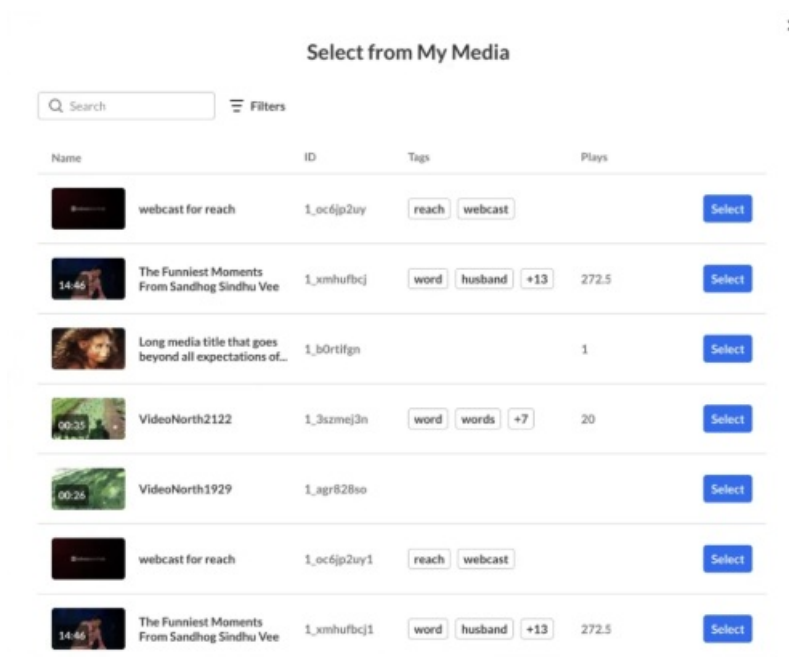 Select from My Media
Search
Filters
Name ID Tags Plays
webcast for reach 1_oc6jp2uy reach webcast Select
The Funniest Moments
From Sandhog Sindhu Vee
14:46 1_xmhufbcj word husband +13 272.5 Select
Long media title that goes
beyond all expectations of...
1_b0rtifgn 1 Select
00:35 VideoNorth2122 1_3szmej3n word words +7 20 Select
00:26 VideoNorth1929 1_agr828so Select
webcast for reach 1_oc6jp2uy1 reach webcast Select
The Funniest Moments
From Sandhog Sindhu Vee
14:46 1_xmhufbcj1 word husband +13 272.5 Select